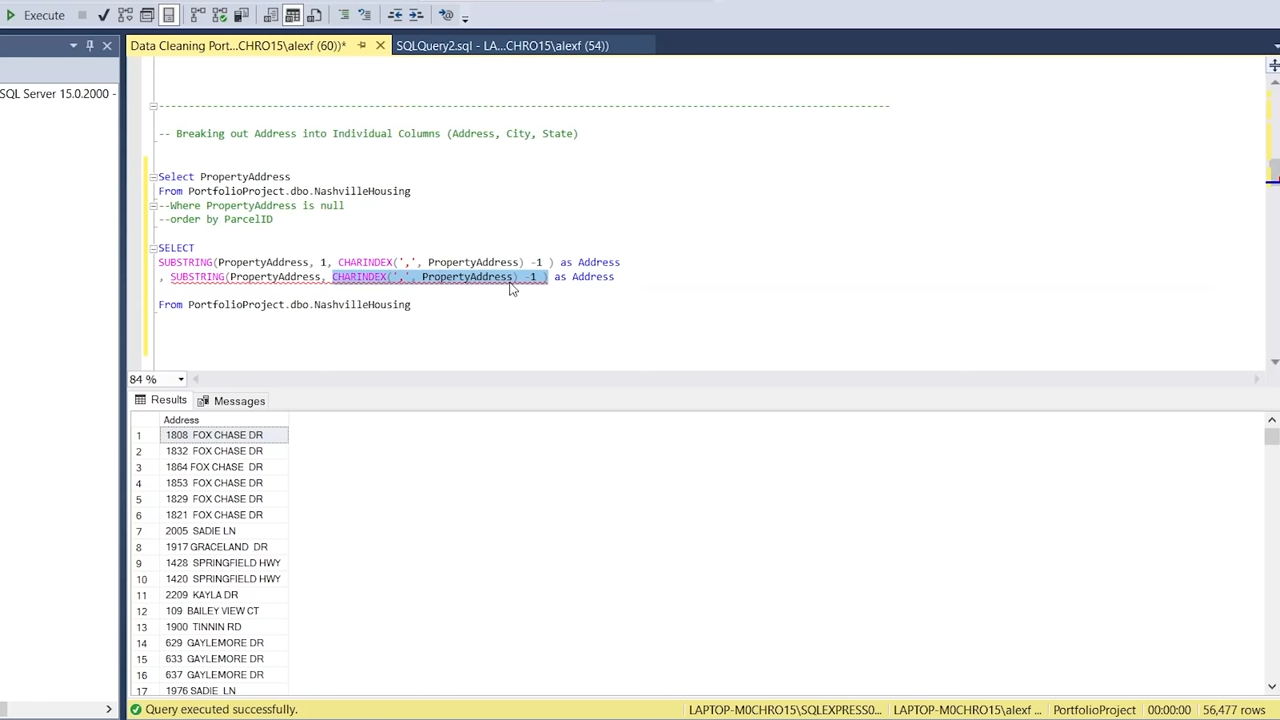 Execute
Data Cleaning Port...CHRO15\alexf (60))*
SQLQuery2.sql - LA...CHRO15\alexf (54))
SQL Server 15.0.2000 -
-- Breaking out Address into Individual Columns (Address, City, State)
Select PropertyAddress
From PortfolioProject.dbo.NashvilleHousing
--Where PropertyAddress is null
--order by ParcelID
SELECT
SUBSTRING(PropertyAddress, 1, CHARINDEX(',', PropertyAddress) -1 ) as Address
, SUBSTRING(PropertyAddress, CHARINDEX(',', PropertyAddress) -1 ) as Address
From PortfolioProject.dbo.NashvilleHousing
84 %
Results Messages
Address
1 1808 FOX CHASE DR
2 1832 FOX CHASE DR
3 1864 FOX CHASE DR
4 1853 FOX CHASE DR
5 1829 FOX CHASE DR
6 1821 FOX CHASE DR
7 2005 SADIE LN
8 1917 GRACELAND DR
9 1428 SPRINGFIELD HWY
10 1420 SPRINGFIELD HWY
11 2209 KAYLA DR
12 109 BAILEY VIEW CT
13 1900 TINNIN RD
14 629 GAYLEMORE DR
15 633 GAYLEMORE DR
16 637 GAYLEMORE DR
17 1976 SADIE LN
Query executed successfully.
LAPTOP-M0CHRO15\SQLEXPRESS0... LAPTOP-M0CHRO15\alexf ... PortfolioProject 00:00:00 56,477 rows